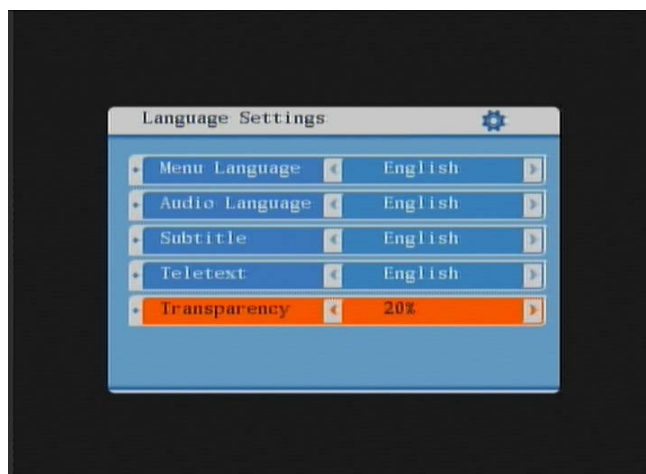 Language Settings
Menu Language English
Audio Language English
Subtitle English
Teletext English
Transparency 20%